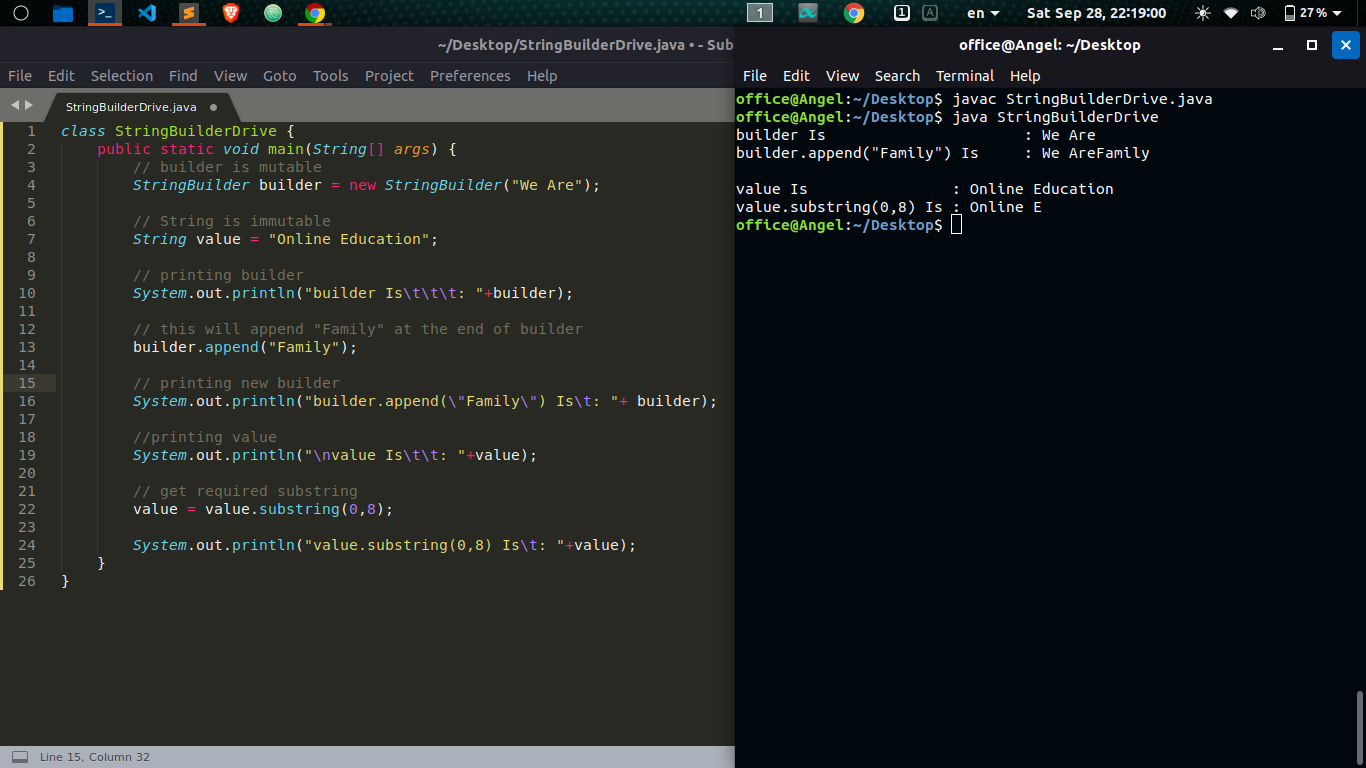 1
1 A
en
Sat Sep 28, 22:19:00
27 %
~/Desktop/StringBuilderDrive.java • - Sub
File Edit Selection Find View Goto Tools Project Preferences Help
StringBuilderDrive.java
1 class StringBuilderDrive {
2 public static void main(String[] args) {
3 // builder is mutable
4 StringBuilder builder = new StringBuilder("We Are");
5
6 // String is immutable
7 String value = "Online Education";
8
9 // printing builder
10 System.out.println("builder Is\t\t\t: "+builder);
11
12 // this will append "Family" at the end of builder
13 builder.append("Family");
14
15 // printing new builder
16 System.out.println("builder.append(\"Family\") Is\t: "+ builder);
17
18 //printing value
19 System.out.println("\nvalue Is\t\t: "+value);
20
21 // get required substring
22 value = value.substring(0,8);
23
24 System.out.println("value.substring(0,8) Is\t: "+value);
25 }
26 }
Line 15, Column 32
office@Angel: ~/Desktop
File Edit View Search Terminal Help
office@Angel:~/Desktop$ javac StringBuilderDrive.java
office@Angel:~/Desktop$ java StringBuilderDrive
builder Is : We Are
builder.append("Family") Is : We AreFamily
value Is : Online Education
value.substring(0,8) Is : Online E
office@Angel:~/Desktop$